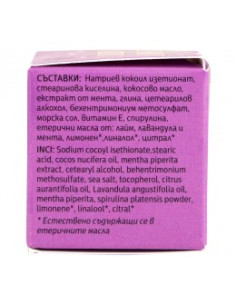 СЪСТАВКИ: Натриев кокоил изетионат,
стеаринова киселина, кокосово масло,
екстракт от мента, глина, цетеарилов
алкохол, бехентримониум метосулфат,
морска сол, витамин Е, спирулина,
етерични масла от: лайм, лавандула и
мента, лимонен*, линалоол*, цитрал*
INCI: Sodium cocoyl isethionate, stearic
acid, cocos nucifera oil, mentha piperita
extract, cetearyl alcohol, behentrimonium
methosulfate, sea salt, tocopherol, citrus
aurantifolia oil, Lavandula angustifolia oil,
mentha piperita, spirulina platensis powder,
limonene*, linalool*, citral*
* Естествено съдържащи се в
етеричните масла